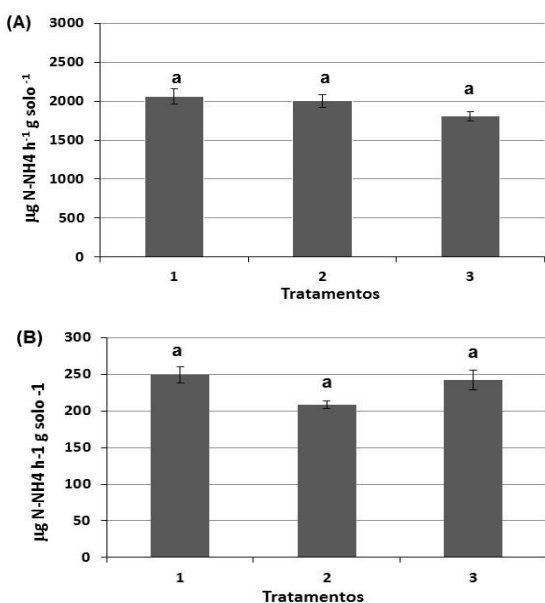 (A)
3000
a
a
a
2500
2000
1500
1000
500
0
µg N-NH4 h⁻¹ g solo ⁻¹
1
2
3
Tratamentos
(B)
300
a
a
a
250
200
150
100
50
0
µg N-NH4 h-1 g solo -1
1
2
3
Tratamentos